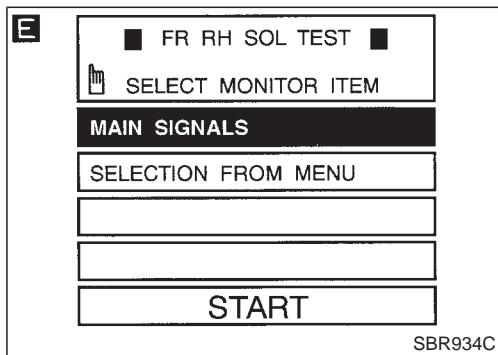 E
FR RH SOL TEST
SELECT MONITOR ITEM
MAIN SIGNALS
SELECTION FROM MENU
START
SBR934C